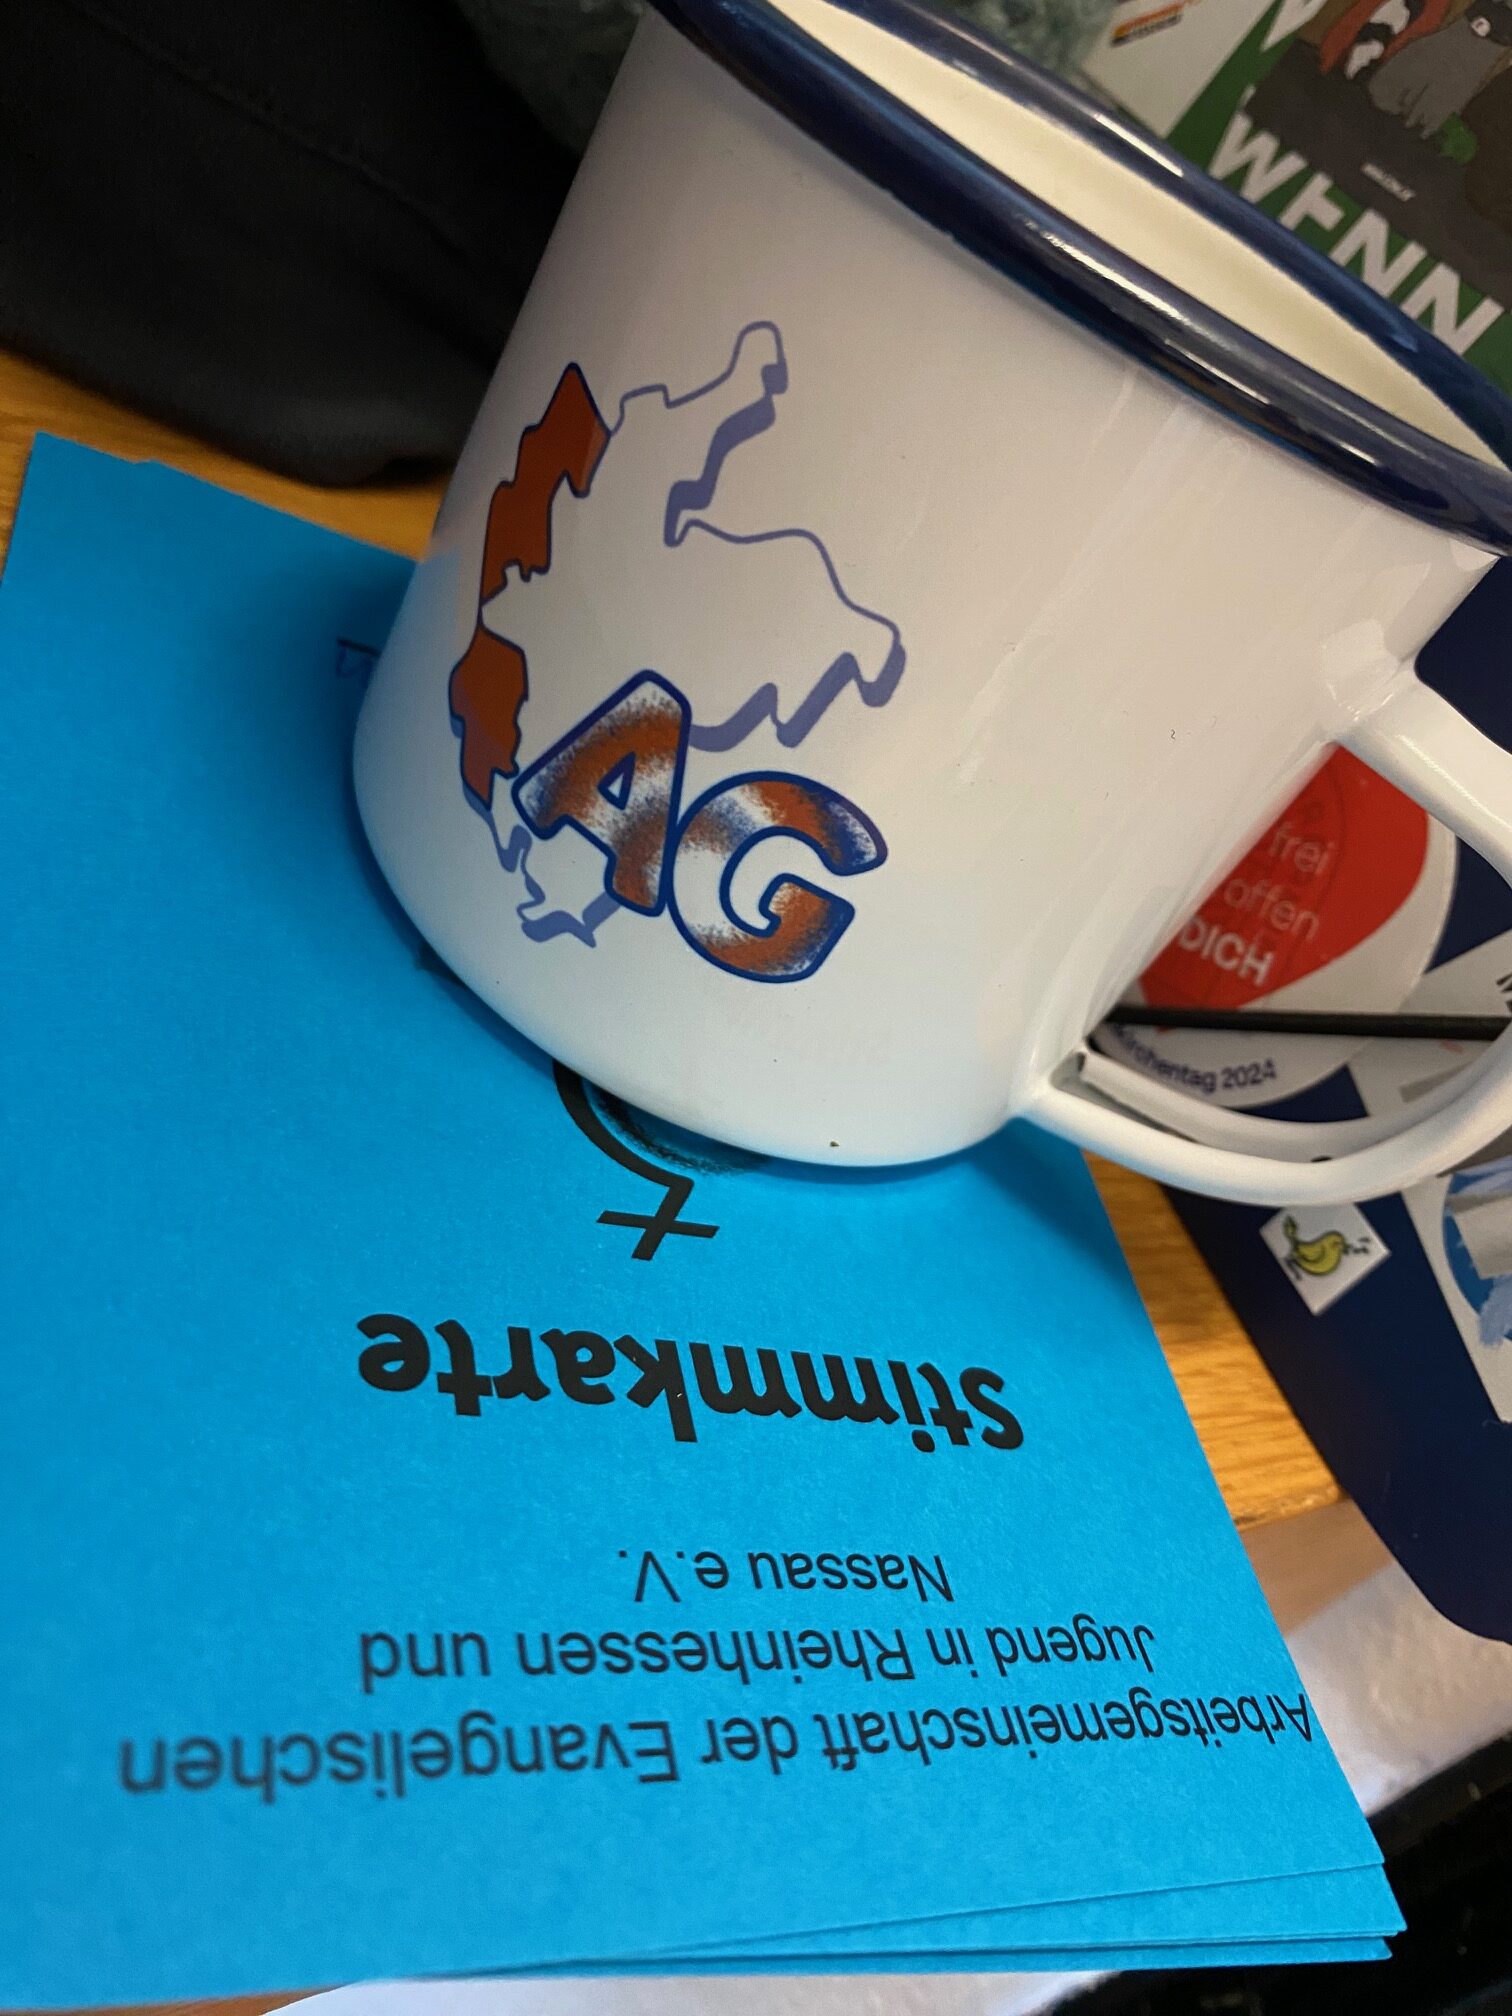 WENN
AG
frei
offen
DICH
kirchentag 2024
Stimmkarte
Arbeitsgemeinschaft der Evangelischen
Jugend in Rheinhessen und
Nassau e.V.